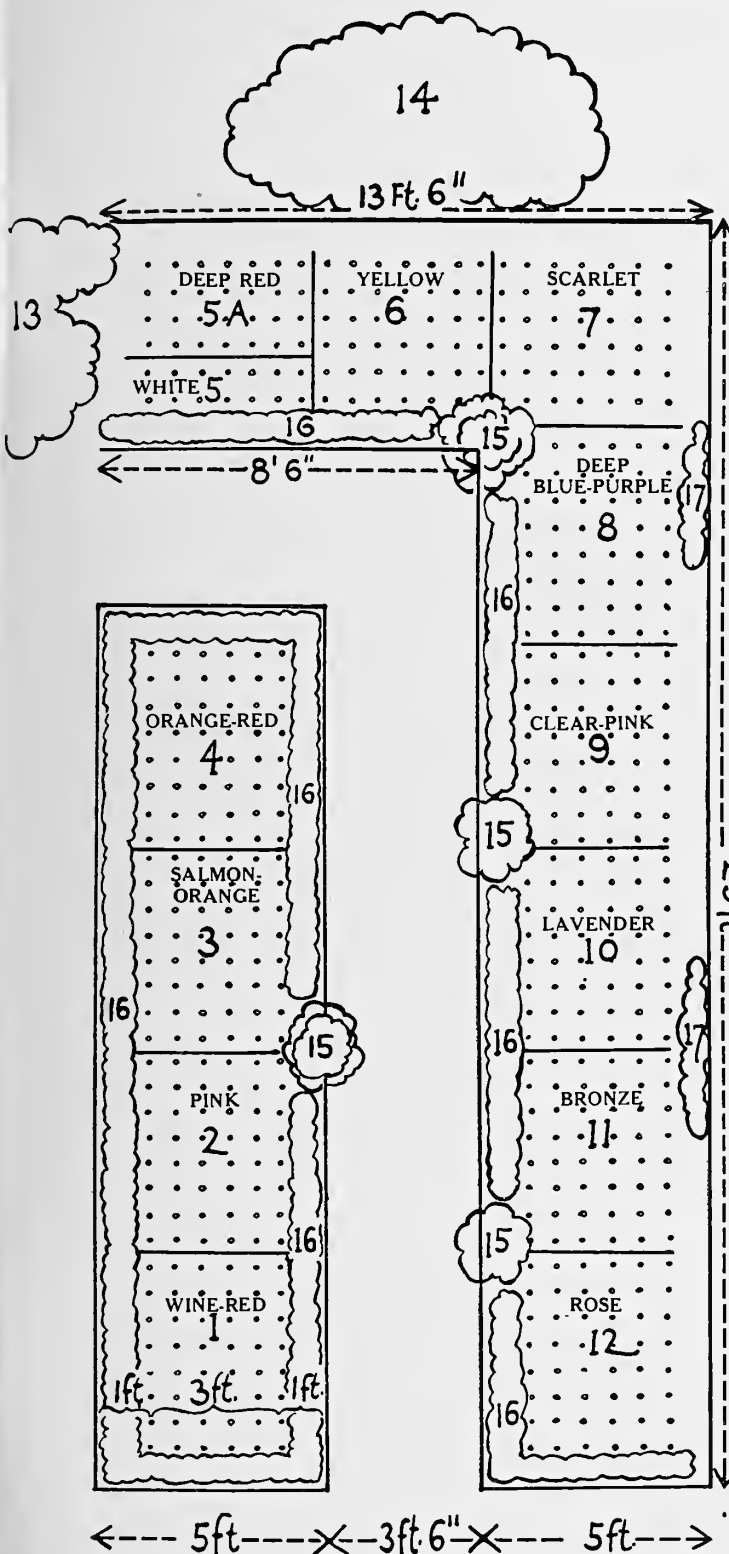 14
13 Ft. 6"
13
DEEP RED
5A
YELLOW
6
SCARLET
7
WHITE 5
16
15
8' 6"
DEEP
BLUE-PURPLE
8
17
16
ORANGE-RED
4
16
CLEAR-PINK
9
15
SALMON-
ORANGE
3
LAVENDER
10
16
15
16
17
PINK
2
BRONZE
11
16
15
WINE-RED
1
ROSE
12
1ft.
3ft.
1ft.
16
5ft
3ft. 6"
5ft